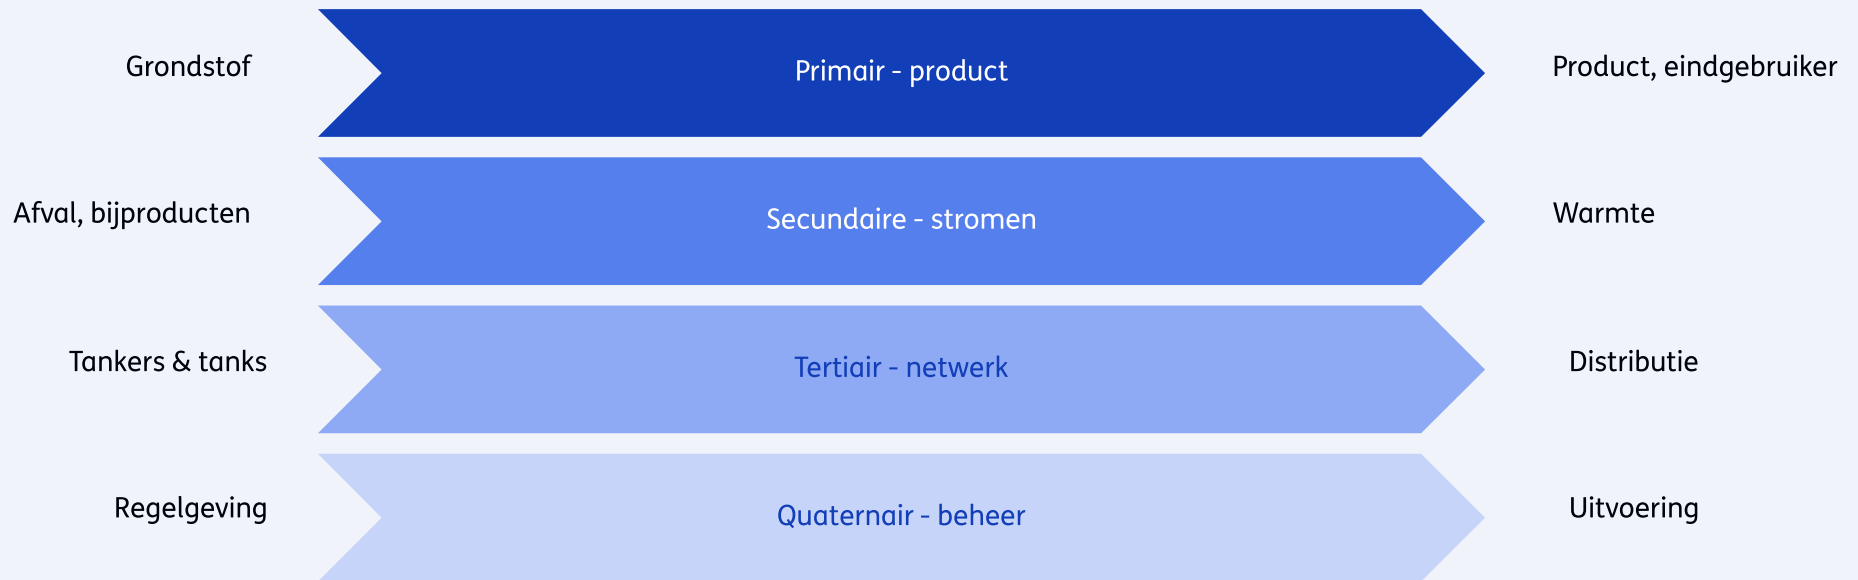 Grondstof
Primair - product
Product, eindgebruiker
Afval, bijproducten
Secundaire - stromen
Warmte
Tankers & tanks
Tertiair - netwerk
Distributie
Regelgeving
Quaternair - beheer
Uitvoering